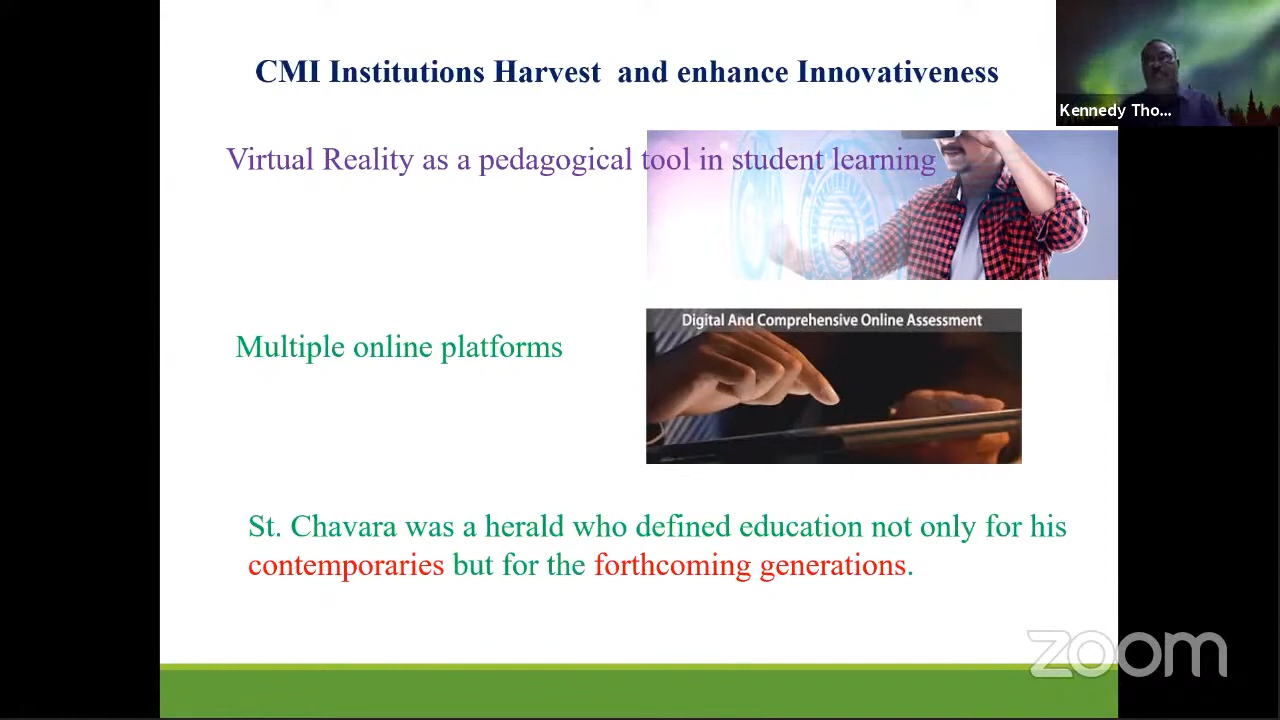 CMI Institutions Harvest and enhance Innovativeness
Kennedy Tho...
Virtual Reality as a pedagogical tool in student learning
Digital And Comprehensive Online Assessment
Multiple online platforms
St. Chavara was a herald who defined education not only for his
contemporaries but for the forthcoming generations.
zoom